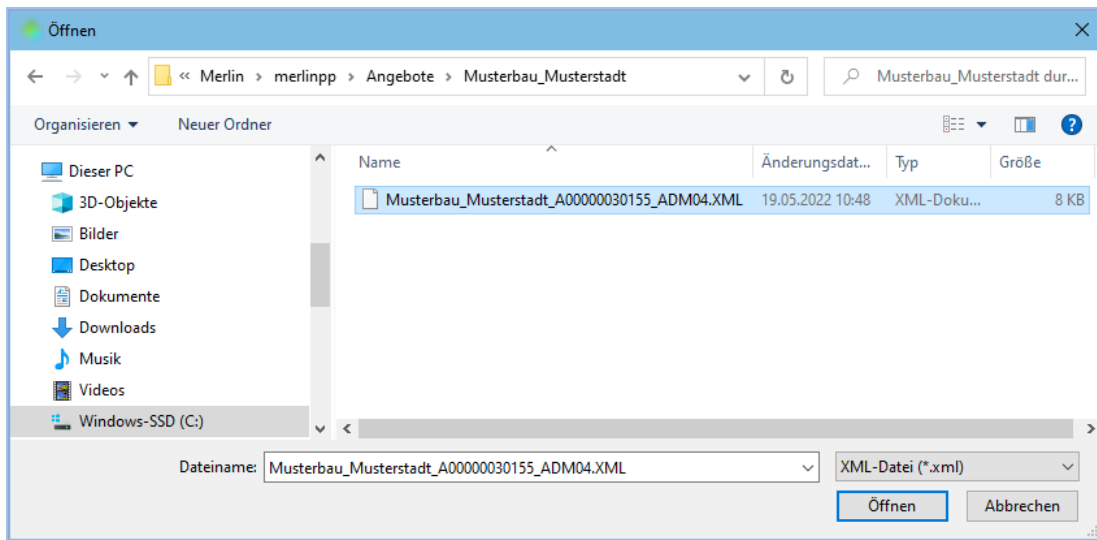 Öffnen
« Merlin › merlinpp › Angebote › Musterbau_Musterstadt
Musterbau_Musterstadt dur...
Organisieren Neuer Ordner
Name Änderungsdat... Typ Größe
Musterbau_Musterstadt_A00000030155_ADM04.XML 19.05.2022 10:48 XML-Doku... 8 KB
Dieser PC
3D-Objekte
Bilder
Desktop
Dokumente
Downloads
Musik
Videos
Windows-SSD (C:)
Dateiname: Musterbau_Musterstadt_A00000030155_ADM04.XML
XML-Datei (*.xml)
Öffnen Abbrechen